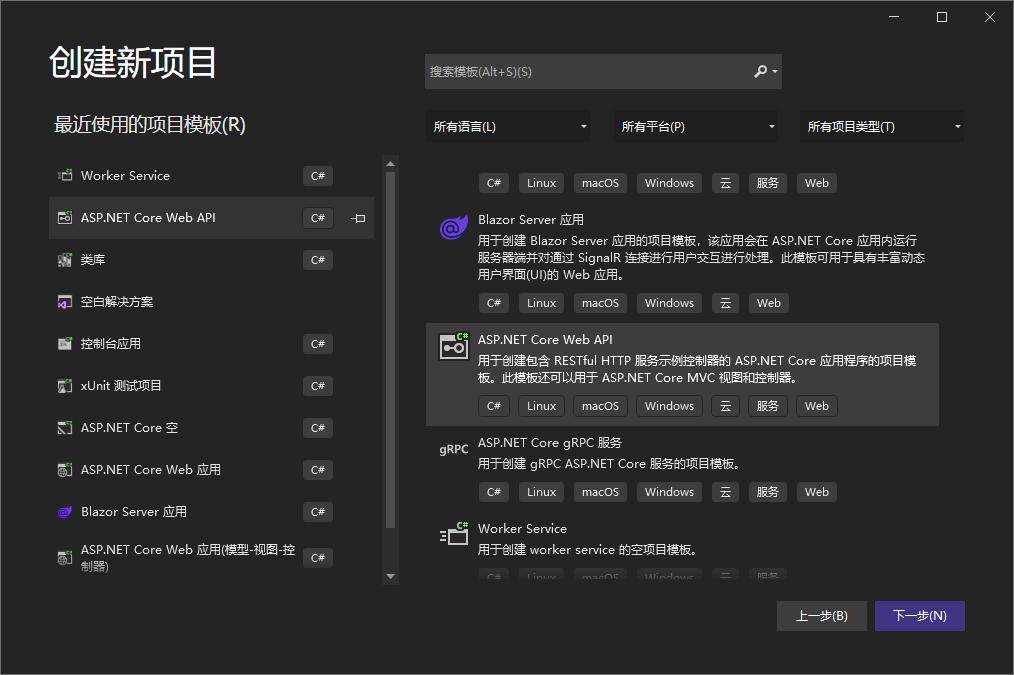 创建新项目
最近使用的项目模板(R)
Worker Service C#
ASP.NET Core Web API C#
类库 C#
空白解决方案
控制台应用 C#
xUnit 测试项目 C#
ASP.NET Core 空 C#
ASP.NET Core Web 应用 C#
Blazor Server 应用 C#
ASP.NET Core Web 应用(模型-视图-控 C#
制器)
搜索模板(Alt+S)(S)
所有语言(L) 所有平台(P) 所有项目类型(T)
C# Linux macOS Windows 云 服务 Web
Blazor Server 应用
用于创建 Blazor Server 应用的项目模板，该应用会在 ASP.NET Core 应用内运行
服务器端并对通过 SignalR 连接进行用户交互进行处理。此模板可用于具有丰富动态
用户界面(UI)的 Web 应用。
C# Linux macOS Windows 云 Web
C#
ASP.NET Core Web API
用于创建包含 RESTful HTTP 服务示例控制器的 ASP.NET Core 应用程序的项目模
板。此模板还可以用于 ASP.NET Core MVC 视图和控制器。
C# Linux macOS Windows 云 服务 Web
gRPC ASP.NET Core gRPC 服务
用于创建 gRPC ASP.NET Core 服务的项目模板。
C# Linux macOS Windows 云 服务 Web
C#
Worker Service
用于创建 worker service 的空项目模板。
C# Linux macOS Windows 云 服务
上一步(B) 下一步(N)